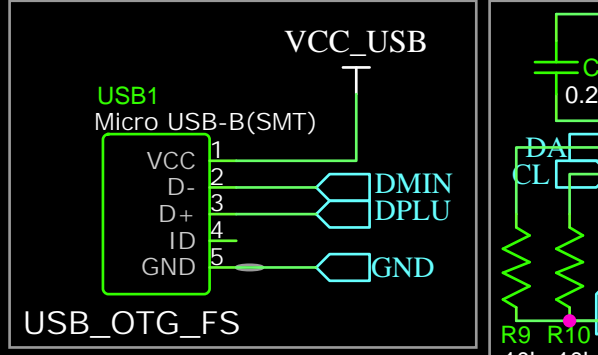 VCC_USB
USB1
Micro USB-B(SMT)
VCC 1
D- 2 DMIN
D+ 3 DPLU
ID 4
GND 5 GND
USB_OTG_FS
C
0.2
DA
CL
R9 R10